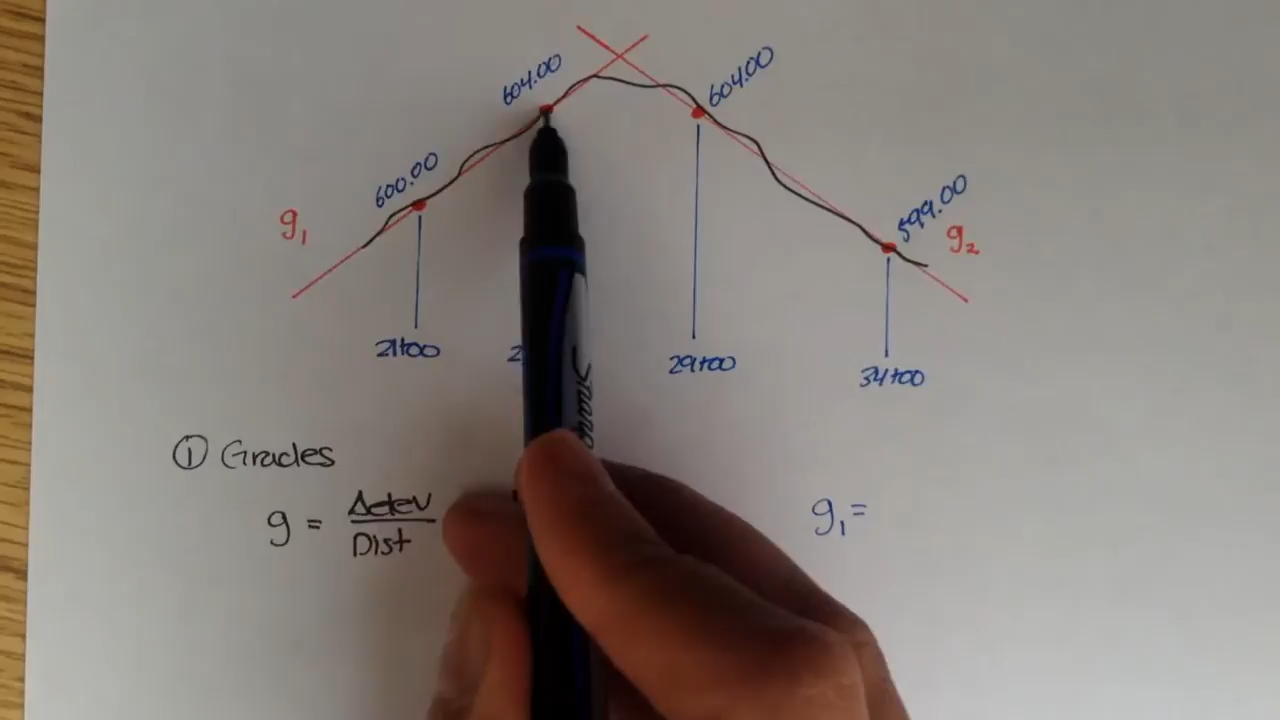 604.00
604.00
600.00
599.00
g1
g2
21+00
29+00
34+00
① Grades
g = Δelev
Dist
g1=